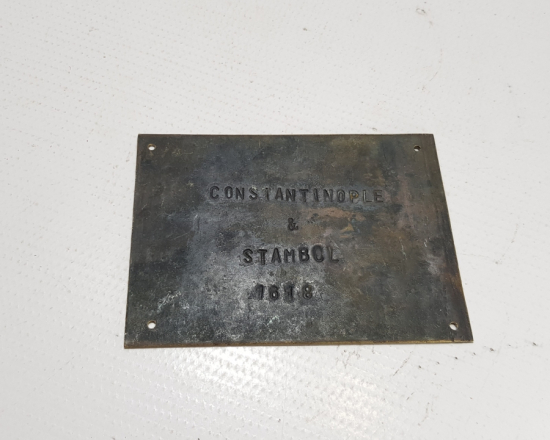 CONSTANTINOPLE
&
STAMBOL
1618